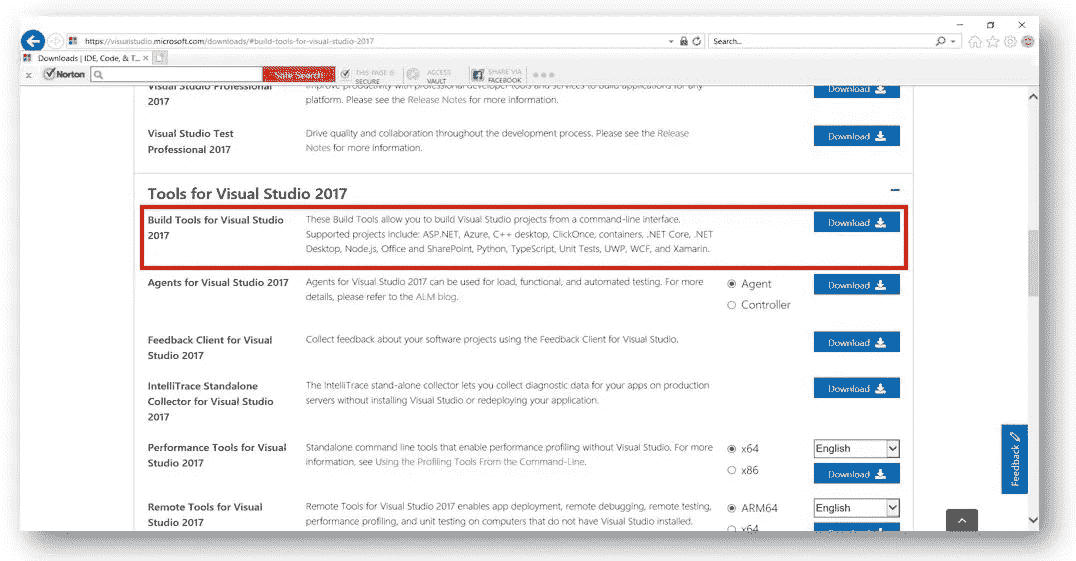 https://visualstudio.microsoft.com/downloads/#build-tools-for-visual-studio-2017
Search...
Downloads | IDE, Code, & T...
Norton
Safe Search
THIS PAGE IS
SECURE
ACCESS
VAULT
SHARE VIA
FACEBOOK
Visual Studio Professional
2017
Improve productivity with professional developer tools and services to build applications for any
platform. Please see the Release Notes for more information.
Download
Visual Studio Test
Professional 2017
Drive quality and collaboration throughout the development process. Please see the Release
Notes for more information.
Download
Tools for Visual Studio 2017
Build Tools for Visual Studio
2017
These Build Tools allow you to build Visual Studio projects from a command-line interface.
Supported projects include: ASP.NET, Azure, C++ desktop, ClickOnce, containers, .NET Core, .NET
Desktop, Node.js, Office and SharePoint, Python, TypeScript, Unit Tests, UWP, WCF, and Xamarin.
Download
Agents for Visual Studio 2017
Agents for Visual Studio 2017 can be used for load, functional, and automated testing. For more
details, please refer to the ALM blog.
Agent
Controller
Download
Feedback Client for Visual
Studio 2017
Collect feedback about your software projects using the Feedback Client for Visual Studio.
Download
IntelliTrace Standalone
Collector for Visual Studio
2017
The IntelliTrace stand-alone collector lets you collect diagnostic data for your apps on production
servers without installing Visual Studio or redeploying your application.
Download
Performance Tools for Visual
Studio 2017
Standalone command line tools that enable performance profiling without Visual Studio. For more
information, see Using the Profiling Tools From the Command-Line.
x64
x86
English
Download
Feedback
Remote Tools for Visual
Studio 2017
Remote Tools for Visual Studio 2017 enables app deployment, remote debugging, remote testing,
performance profiling, and unit testing on computers that do not have Visual Studio installed.
ARM64
x64
English